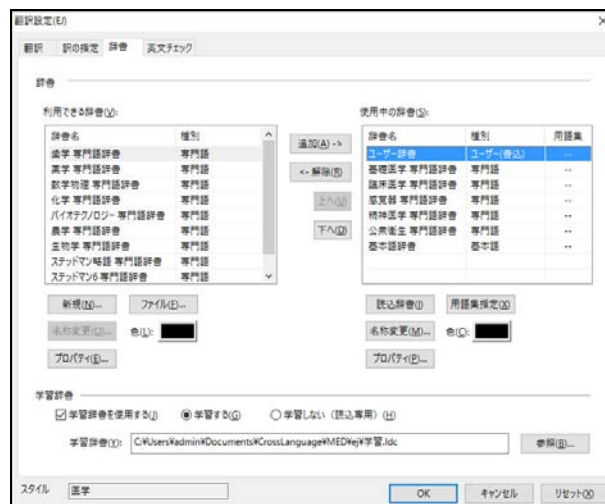 翻訳設定(EJ)
翻訳 訳の指定 辞書 英文チェック
辞書
利用できる辞書(V): 使用中の辞書(S):
辞書名 種別 辞書名 種別 用語集
歯学 専門語辞書 専門語 追加(A) -> ユーザー辞書 ユーザー(書込) --
薬学 専門語辞書 専門語 <- 解除(R) 基礎医学 専門語辞書 専門語 --
数学物理 専門語辞書 専門語 臨床医学 専門語辞書 専門語 --
化学 専門語辞書 専門語 上へ(U) 感覚器 専門語辞書 専門語 --
バイオテクノロジー 専門語辞書 専門語 精神医学 専門語辞書 専門語 --
農学 専門語辞書 専門語 下へ(D) 公衆衛生 専門語辞書 専門語 --
生物学 専門語辞書 専門語 基本語辞書 基本語 --
ステッドマン略語 専門語辞書 専門語
ステッドマン6 専門語辞書 専門語
新規(N)... ファイル(F)... 読込辞書(I) 用語集指定(X)
名称変更(O)... 色(L): 名称変更(M)... 色(C):
プロパティ(E)... プロパティ(P)...
学習辞書
学習辞書を使用する(J) 学習する(G) 学習しない（読込専用）(H)
学習辞書(Y): C:¥Users¥admin¥Documents¥CrossLanguage¥MED¥ej¥学習.ldc 参照(B)...
スタイル 医学 OK キャンセル リセット(X)